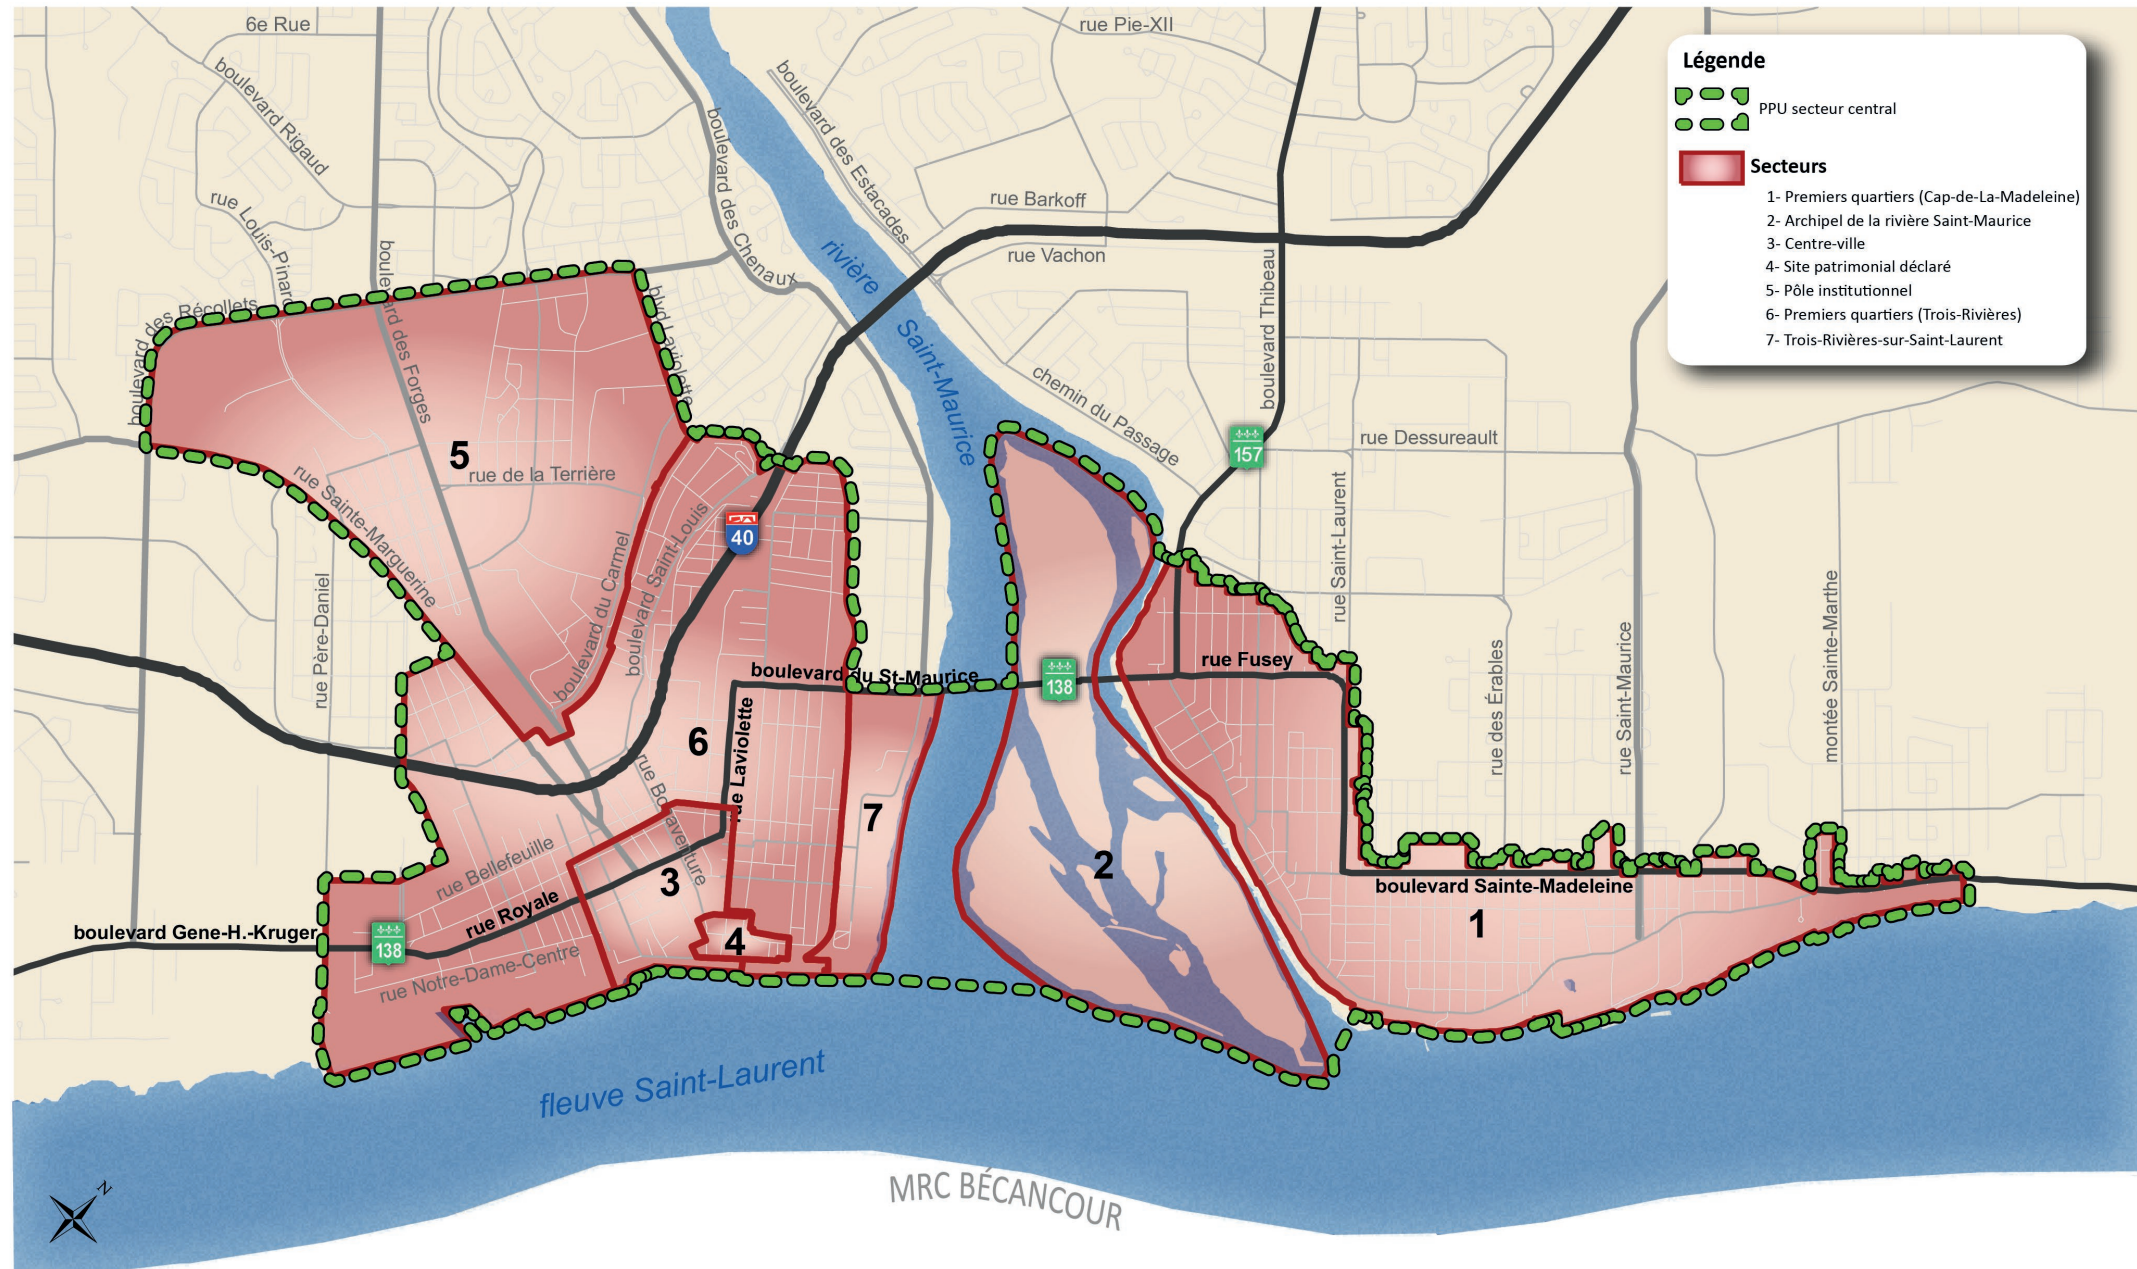 6e Rue
rue Pie-XII
boulevard Rigaud
boulevard des Estacades
boulevard des Chenaux
rue Louis-Pinard
rue Barkoff
rue Vachon
rivière
Saint-Maurice
boulevard des Récollets
boulevard des Forges
blvd Laviolette
boulevard Thibeau
chemin du Passage
157
rue Dessureault
5
rue de la Terrière
rue Sainte-Marguerine
boulevard du Carmel
boulevard Saint-Louis
40
rue Père-Daniel
rue Saint-Laurent
rue des Érables
rue Saint-Maurice
montée Sainte-Marthe
boulevard du St-Maurice
138
rue Fusey
6
rue Laviolette
rue Bonaventure
7
2
rue Bellefeuille
3
rue Royale
4
boulevard Sainte-Madeleine
1
boulevard Gene-H.-Kruger
138
rue Notre-Dame-Centre
fleuve Saint-Laurent
MRC BÉCANCOUR
N
Légende
PPU secteur central
Secteurs
1- Premiers quartiers (Cap-de-La-Madeleine)
2- Archipel de la rivière Saint-Maurice
3- Centre-ville
4- Site patrimonial déclaré
5- Pôle institutionnel
6- Premiers quartiers (Trois-Rivières)
7- Trois-Rivières-sur-Saint-Laurent